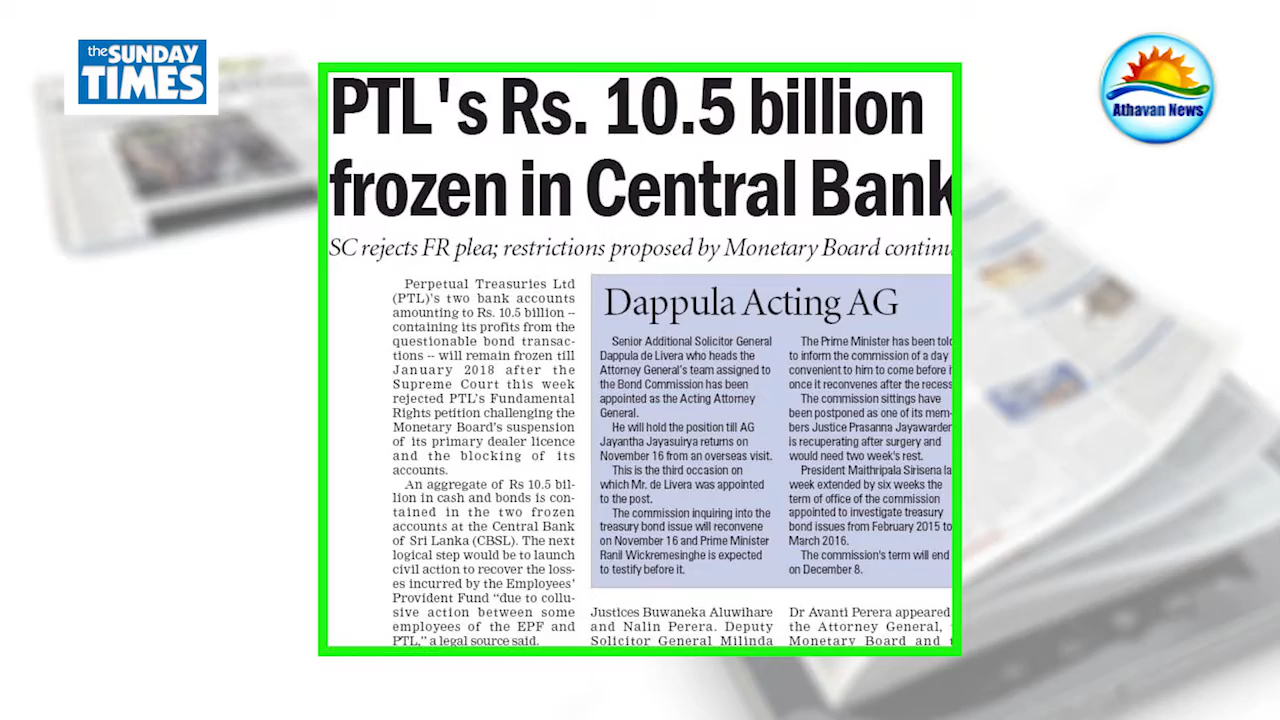 the SUNDAY
TIMES
Athavan News
PTL's Rs. 10.5 billion
frozen in Central Bank
SC rejects FR plea; restrictions proposed by Monetary Board continu
Perpetual Treasuries Ltd
(PTL)'s two bank accounts
amounting to Rs. 10.5 billion --
containing its profits from the
questionable bond transac-
tions -- will remain frozen till
January 2018 after the
Supreme Court this week
rejected PTL's Fundamental
Rights petition challenging the
Monetary Board's suspension
of its primary dealer licence
and the blocking of its
accounts.
An aggregate of Rs 10.5 bil-
lion in cash and bonds is con-
tained in the two frozen
accounts at the Central Bank
of Sri Lanka (CBSL). The next
logical step would be to launch
civil action to recover the loss-
es incurred by the Employees'
Provident Fund "due to collu-
sive action between some
employees of the EPF and
PTL," a legal source said.
Dappula Acting AG
Senior Additional Solicitor General
Dappula de Livera who heads the
Attorney General's team assigned to
the Bond Commission has been
appointed as the Acting Attorney
General.
He will hold the position till AG
Jayantha Jayasuirya returns on
November 16 from an overseas visit.
This is the third occasion on
which Mr. de Livera was appointed
to the post.
The commission inquiring into the
treasury bond issue will reconvene
on November 16 and Prime Minister
Ranil Wickremesinghe is expected
to testify before it.
The Prime Minister has been told
to inform the commission of a day
convenient to him to come before i
once it reconvenes after the recess
The commission sittings have
been postponed as one of its mem-
bers Justice Prasanna Jayawarder
is recuperating after surgery and
would need two week's rest.
President Maithripala Sirisena la
week extended by six weeks the
term of office of the commission
appointed to investigate treasury
bond issues from February 2015 to
March 2016.
The commission's term will end
on December 8.
Justices Buwaneka Aluwihare
and Nalin Perera. Deputy
Solicitor General Milinda
Dr Avanti Perera appeared
the Attorney General,
Monetary Board and